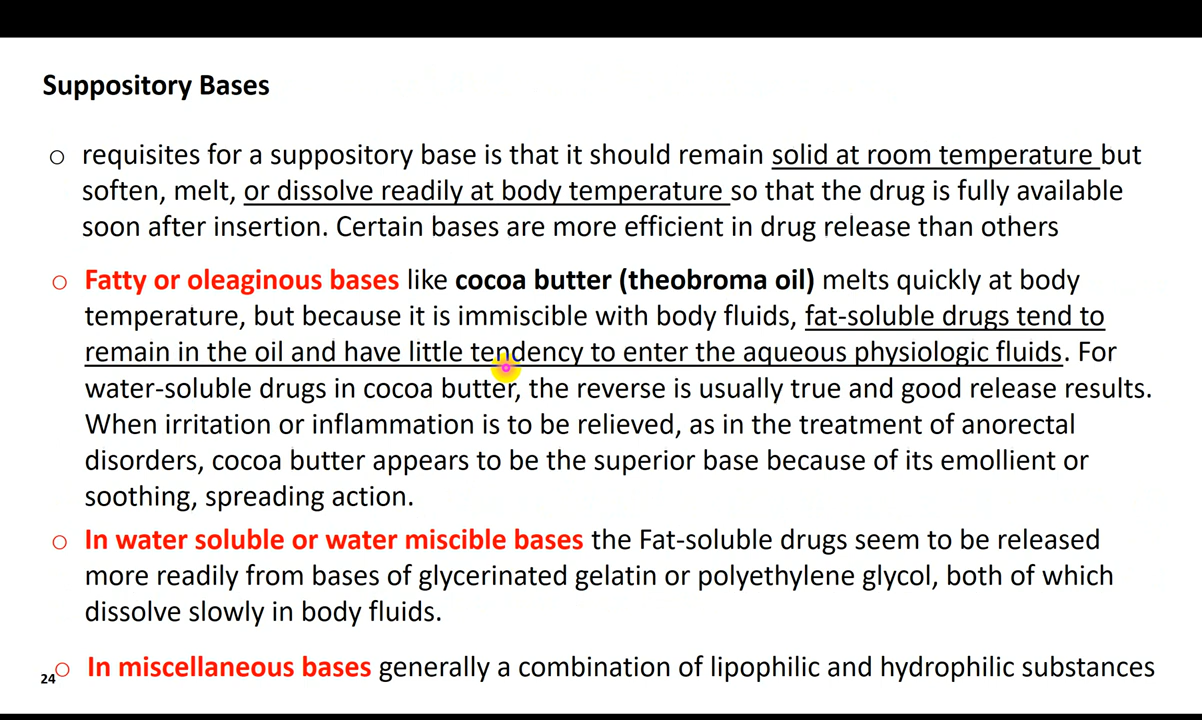 Suppository Bases
○ requisites for a suppository base is that it should remain solid at room temperature but
soften, melt, or dissolve readily at body temperature so that the drug is fully available
soon after insertion. Certain bases are more efficient in drug release than others
○ Fatty or oleaginous bases like cocoa butter (theobroma oil) melts quickly at body
temperature, but because it is immiscible with body fluids, fat-soluble drugs tend to
remain in the oil and have little tendency to enter the aqueous physiologic fluids. For
water-soluble drugs in cocoa butter, the reverse is usually true and good release results.
When irritation or inflammation is to be relieved, as in the treatment of anorectal
disorders, cocoa butter appears to be the superior base because of its emollient or
soothing, spreading action.
○ In water soluble or water miscible bases the Fat-soluble drugs seem to be released
more readily from bases of glycerinated gelatin or polyethylene glycol, both of which
dissolve slowly in body fluids.
○ In miscellaneous bases generally a combination of lipophilic and hydrophilic substances
24